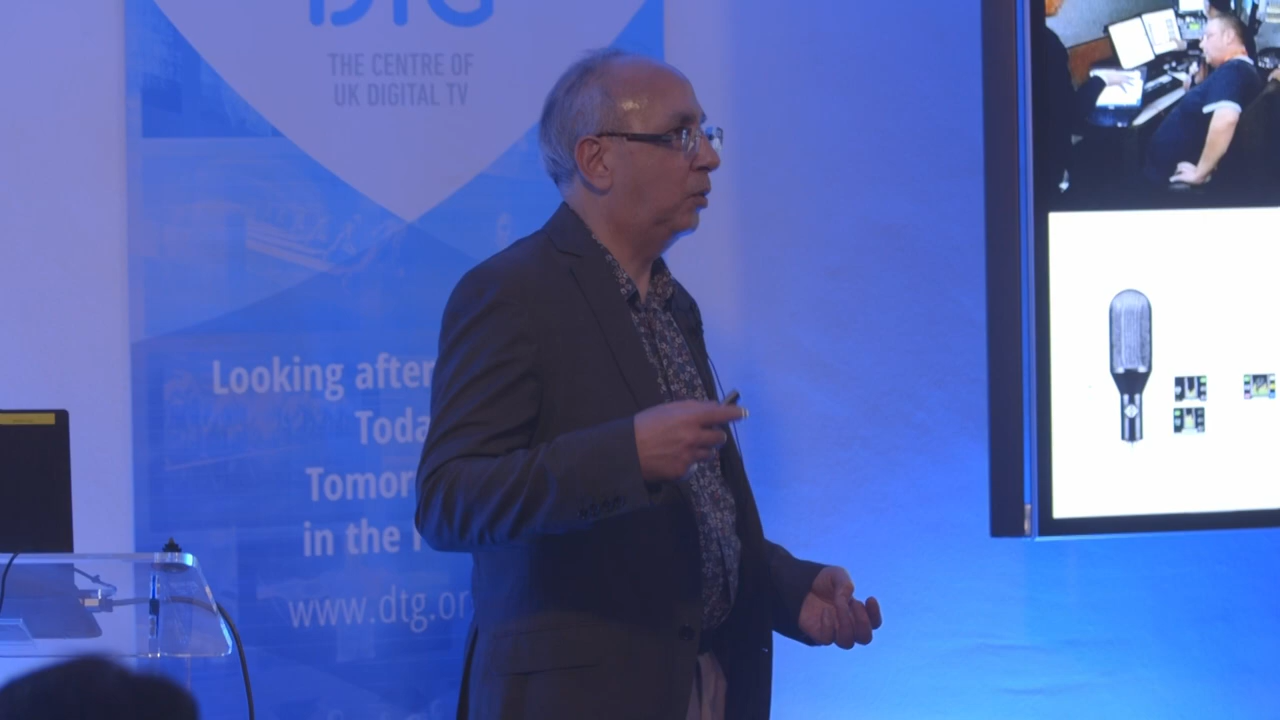 DTG
THE CENTRE OF
UK DIGITAL TV
Looking after
Toda
Tomor
in the
www.dtg.or